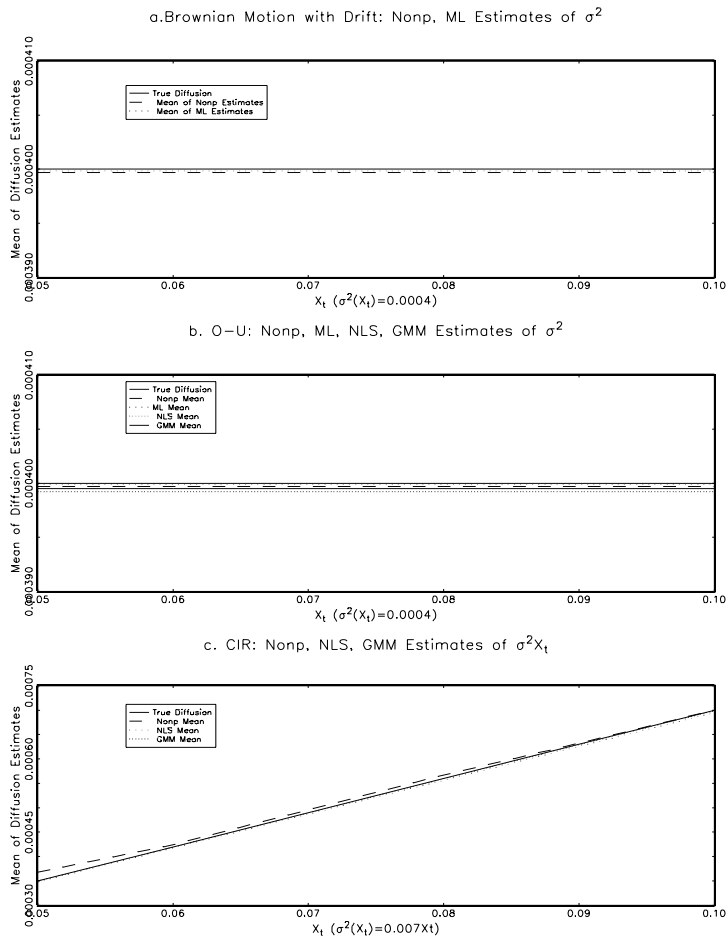 a.Brownian Motion with Drift: Nonp, ML Estimates of σ²
Mean of Diffusion Estimates
0.000410
0.000400
0.000390
True Diffusion
Mean of Nonp Estimates
Mean of ML Estimates
0.05 0.06 0.07 0.08 0.09 0.10
Xₜ (σ²(Xₜ)=0.0004)
b. O−U: Nonp, ML, NLS, GMM Estimates of σ²
Mean of Diffusion Estimates
0.000410
0.000400
0.000390
True Diffusion
Nonp Mean
ML Mean
NLS Mean
GMM Mean
0.05 0.06 0.07 0.08 0.09 0.10
Xₜ (σ²(Xₜ)=0.0004)
c. CIR: Nonp, NLS, GMM Estimates of σ²Xₜ
Mean of Diffusion Estimates
0.00075
0.00060
0.00045
0.00030
True Diffusion
Nonp Mean
NLS Mean
GMM Mean
0.05 0.06 0.07 0.08 0.09 0.10
Xₜ (σ²(Xₜ)=0.007Xt)